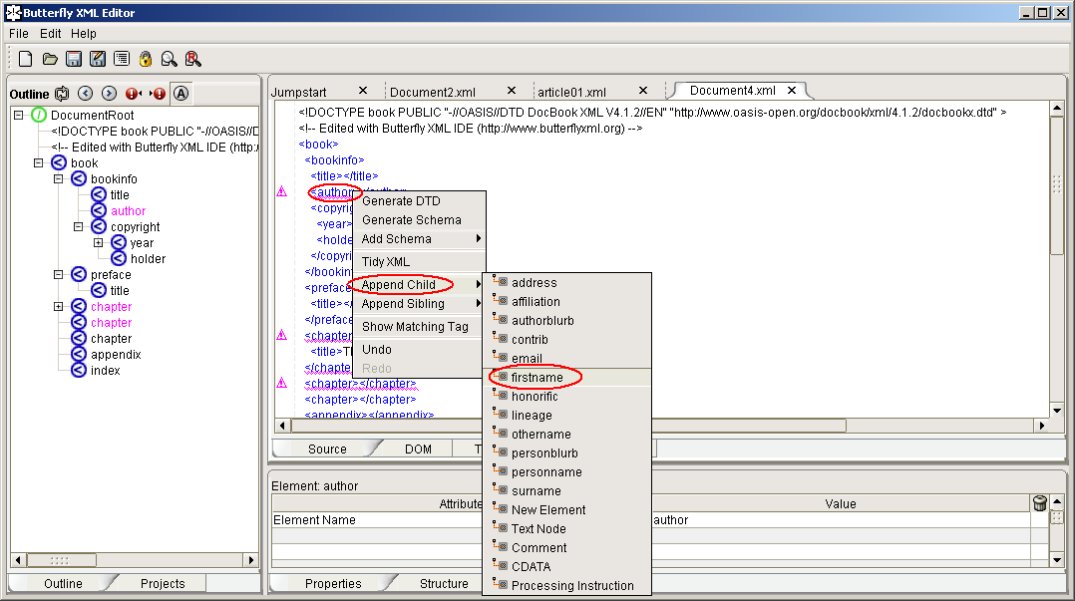 Butterfly XML Editor
File Edit Help
Outline
DocumentRoot
<!DOCTYPE book PUBLIC "-//OASIS//D
<!-- Edited with Butterfly XML IDE (http:/
book
bookinfo
title
author
copyright
year
holder
preface
title
chapter
chapter
chapter
appendix
index
Outline Projects
Jumpstart Document2.xml article01.xml Document4.xml
<!DOCTYPE book PUBLIC "-//OASIS//DTD DocBook XML V4.1.2//EN" "http://www.oasis-open.org/docbook/xml/4.1.2/docbookx.dtd" >
<!-- Edited with Butterfly XML IDE (http://www.butterflyxml.org) -->
<book>
<bookinfo>
<title></title>
<author></author>
<copyrig
<year>
<holde
</copyri
</bookin
<preface
<title></
</preface
<chapter
<title>T
</chapte
<chapter></chapter>
<chapter></chapter>
<appendix></appendix>
Generate DTD
Generate Schema
Add Schema
Tidy XML
Append Child
Append Sibling
Show Matching Tag
Undo
Redo
address
affiliation
authorblurb
contrib
email
firstname
honorific
lineage
othername
personblurb
personname
surname
New Element
Text Node
Comment
CDATA
Processing Instruction
Source DOM T
Element: author
Attribute Value
Element Name author
Properties Structure